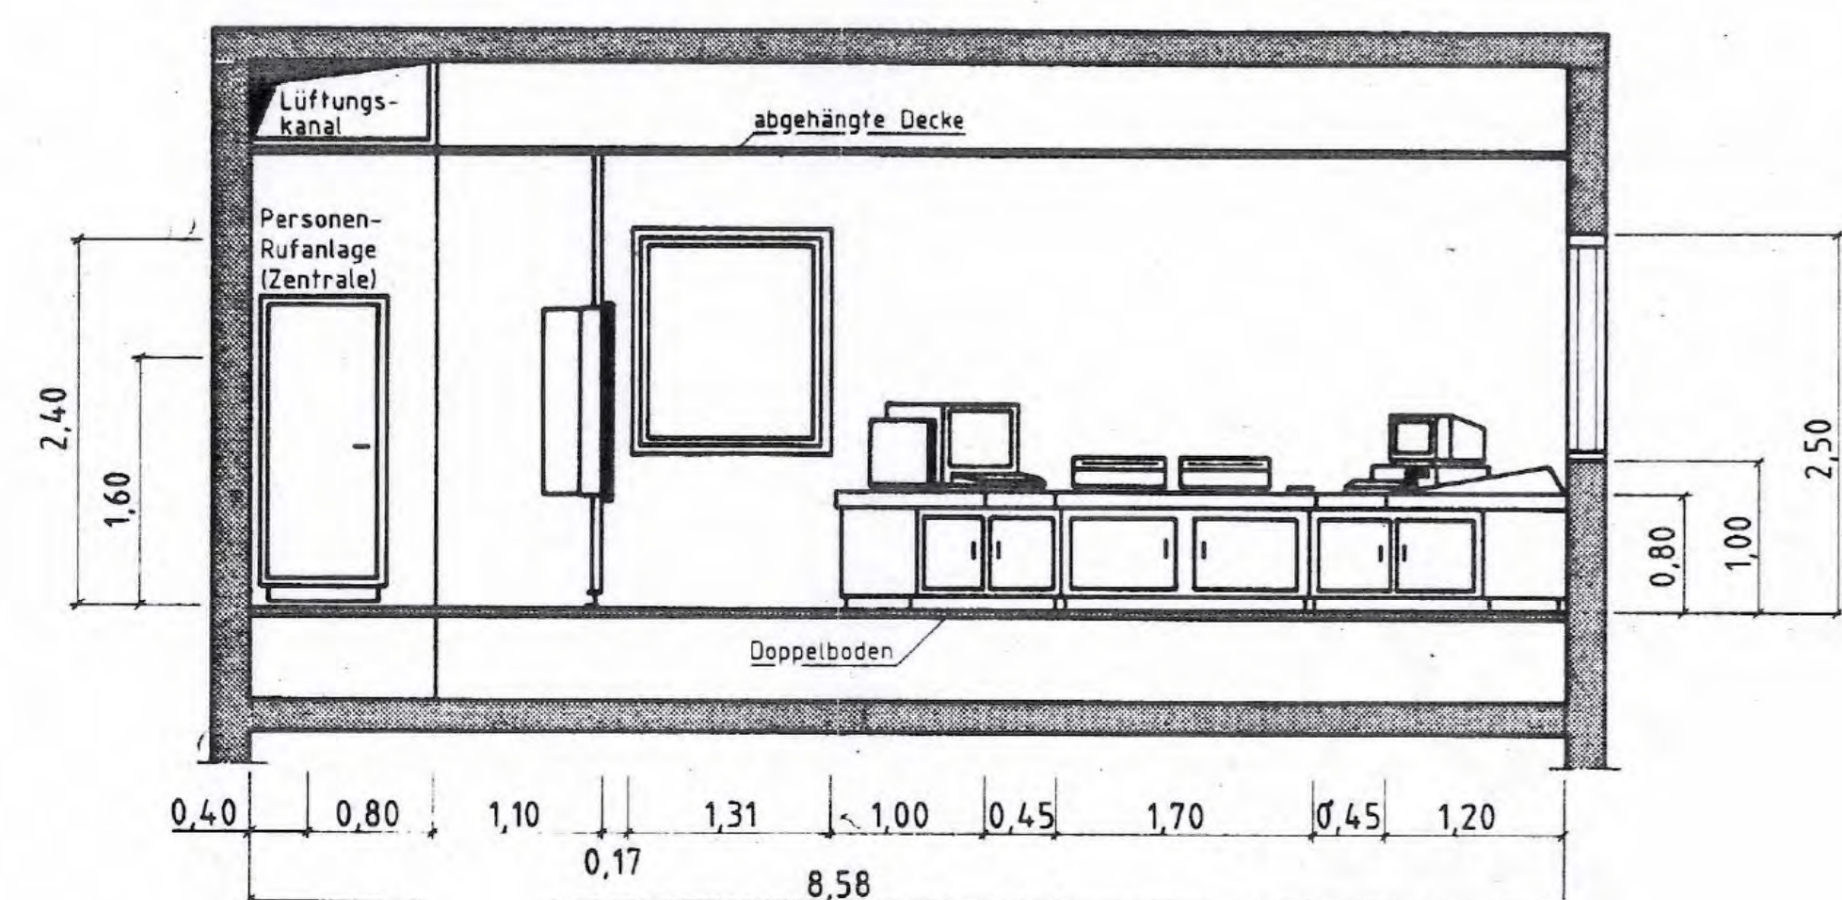 Lüftungs-
kanal
abgehängte Decke
Personen-
Rufanlage
(Zentrale)
2,40
1,60
2,50
1,00
0,80
Doppelboden
0,40 0,80 1,10 1,31 1,00 0,45 1,70 0,45 1,20
0,17
8,58